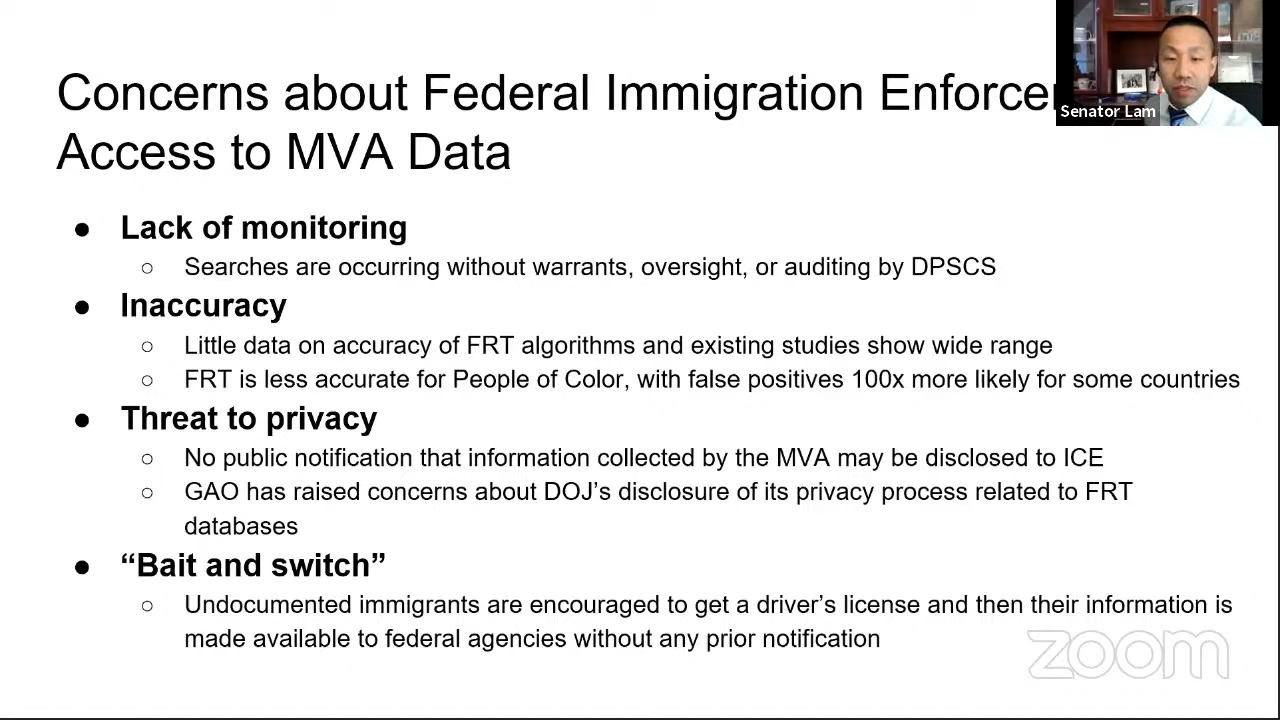 Concerns about Federal Immigration Enforce
Senator Lam
Access to MVA Data
● Lack of monitoring
○ Searches are occurring without warrants, oversight, or auditing by DPSCS
● Inaccuracy
○ Little data on accuracy of FRT algorithms and existing studies show wide range
○ FRT is less accurate for People of Color, with false positives 100x more likely for some countries
● Threat to privacy
○ No public notification that information collected by the MVA may be disclosed to ICE
○ GAO has raised concerns about DOJ’s disclosure of its privacy process related to FRT
databases
● “Bait and switch”
○ Undocumented immigrants are encouraged to get a driver’s license and then their information is
made available to federal agencies without any prior notification
zoom